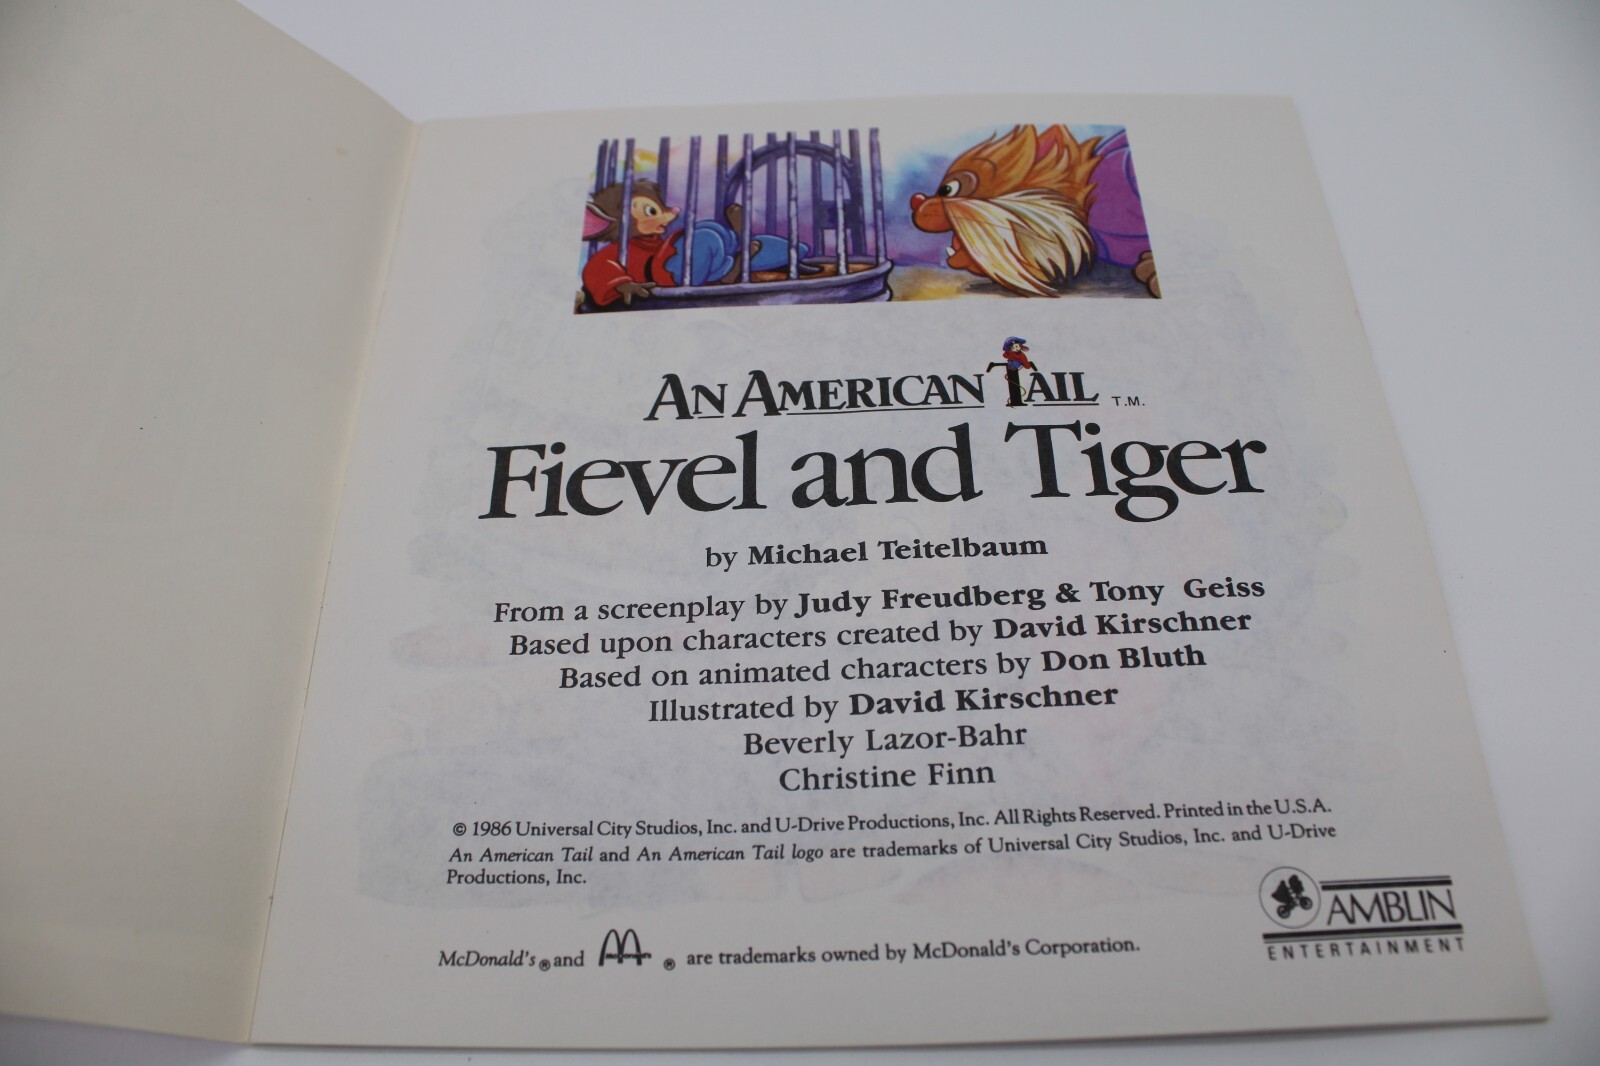 AN AMERICAN TAIL T.M.
Fievel and Tiger
by Michael Teitelbaum
From a screenplay by Judy Freudberg & Tony Geiss
Based upon characters created by David Kirschner
Based on animated characters by Don Bluth
Illustrated by David Kirschner
Beverly Lazor-Bahr
Christine Finn
© 1986 Universal City Studios, Inc. and U-Drive Productions, Inc. All Rights Reserved. Printed in the U.S.A.
An American Tail and An American Tail logo are trademarks of Universal City Studios, Inc. and U-Drive
Productions, Inc.
AMBLIN
ENTERTAINMENT
McDonald's ® and McDonald's ® are trademarks owned by McDonald's Corporation.